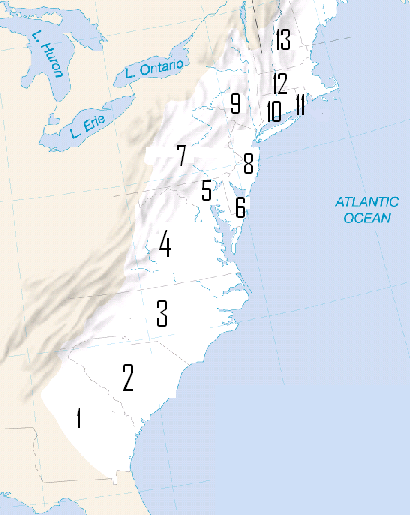 13
L. Huron
L. Ontario
12
9
11
10
L. Erie
7
8
5
ATLANTIC
OCEAN
6
4
3
2
1